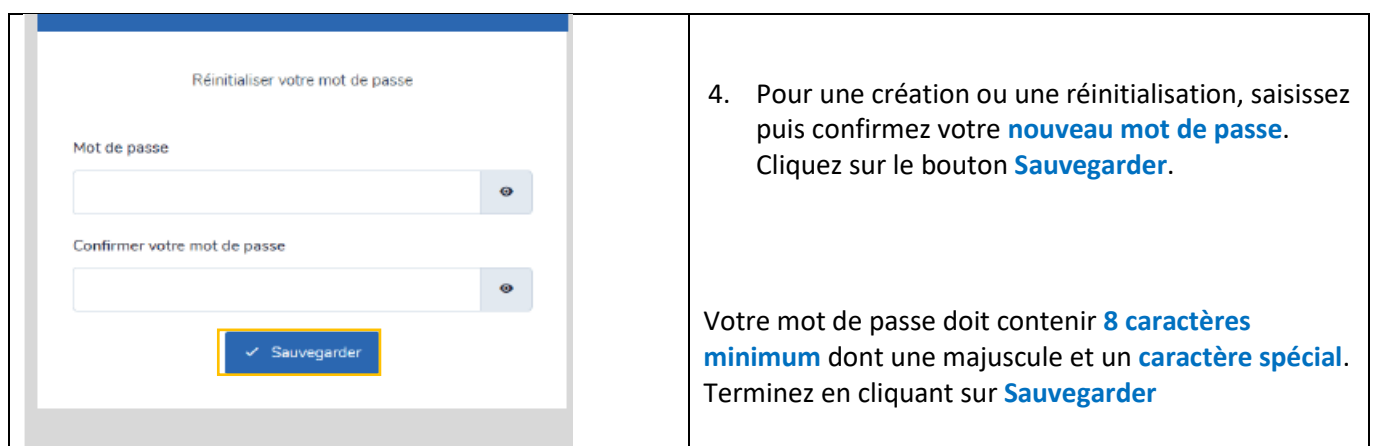 Réinitialiser votre mot de passe
Mot de passe
Confirmer votre mot de passe
Sauvegarder
4. Pour une création ou une réinitialisation, saisissez
puis confirmez votre nouveau mot de passe.
Cliquez sur le bouton Sauvegarder.
Votre mot de passe doit contenir 8 caractères
minimum dont une majuscule et un caractère spécial.
Terminez en cliquant sur Sauvegarder